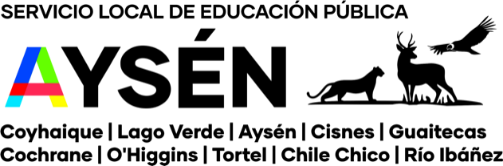 SERVICIO LOCAL DE EDUCACIÓN PÚBLICA
AYSÉN
Coyhaique | Lago Verde | Aysén | Cisnes | Guaitecas
Cochrane | O'Higgins | Tortel | Chile Chico | Río Ibáñez